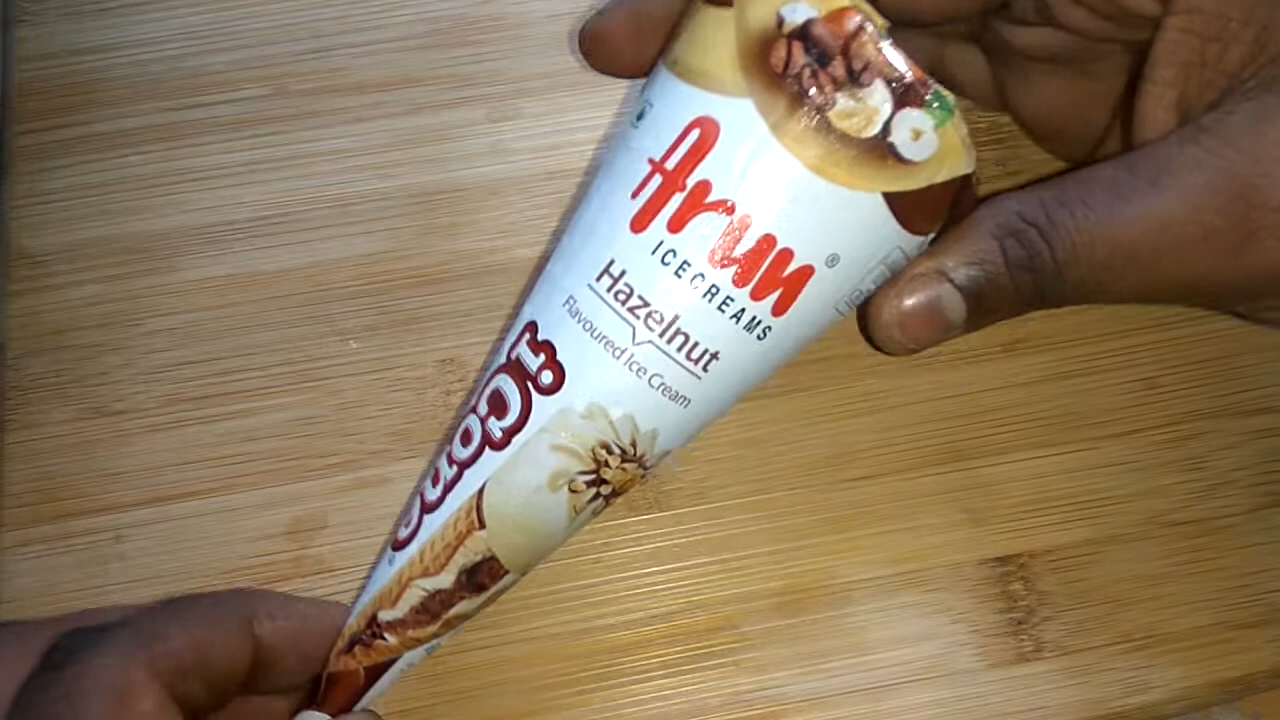 Arun
ICECREAMS
Hazelnut
Flavoured Ice Cream
i.Cone